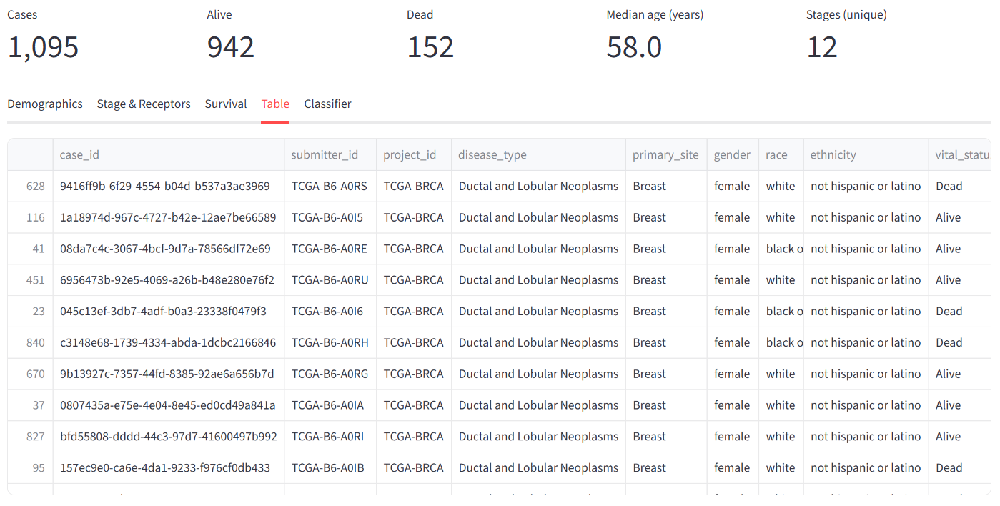 Cases Alive Dead Median age (years) Stages (unique)
1,095 942 152 58.0 12
Demographics Stage & Receptors Survival Table Classifier
case_id submitter_id project_id disease_type primary_site gender race ethnicity vital_statu
628 9416ff9b-6f29-4554-b04d-b537a3ae3969 TCGA-B6-A0RS TCGA-BRCA Ductal and Lobular Neoplasms Breast female white not hispanic or latino Dead
116 1a18974d-967c-4727-b42e-12ae7be66589 TCGA-B6-A0I5 TCGA-BRCA Ductal and Lobular Neoplasms Breast female white not hispanic or latino Alive
41 08da7c4c-3067-4bcf-9d7a-78566df72e69 TCGA-B6-A0RE TCGA-BRCA Ductal and Lobular Neoplasms Breast female black o not hispanic or latino Alive
451 6956473b-92e5-4069-a26b-b48e280e76f2 TCGA-B6-A0RU TCGA-BRCA Ductal and Lobular Neoplasms Breast female white not hispanic or latino Alive
23 045c13ef-3db7-4adf-b0a3-23338f0479f3 TCGA-B6-A0I6 TCGA-BRCA Ductal and Lobular Neoplasms Breast female black o not hispanic or latino Dead
840 c3148e68-1739-4334-abda-1dcbc2166846 TCGA-B6-A0RH TCGA-BRCA Ductal and Lobular Neoplasms Breast female black o not hispanic or latino Dead
670 9b13927c-7357-44fd-8385-92ae6a656b7d TCGA-B6-A0RG TCGA-BRCA Ductal and Lobular Neoplasms Breast female white not hispanic or latino Alive
37 0807435a-e75e-4e04-8e45-ed0cd49a841a TCGA-B6-A0IA TCGA-BRCA Ductal and Lobular Neoplasms Breast female white not hispanic or latino Alive
827 bfd55808-dddd-44c3-97d7-41600497b992 TCGA-B6-A0RI TCGA-BRCA Ductal and Lobular Neoplasms Breast female white not hispanic or latino Alive
95 157ec9e0-ca6e-4da1-9233-f976cf0db433 TCGA-B6-A0IB TCGA-BRCA Ductal and Lobular Neoplasms Breast female white not hispanic or latino Dead